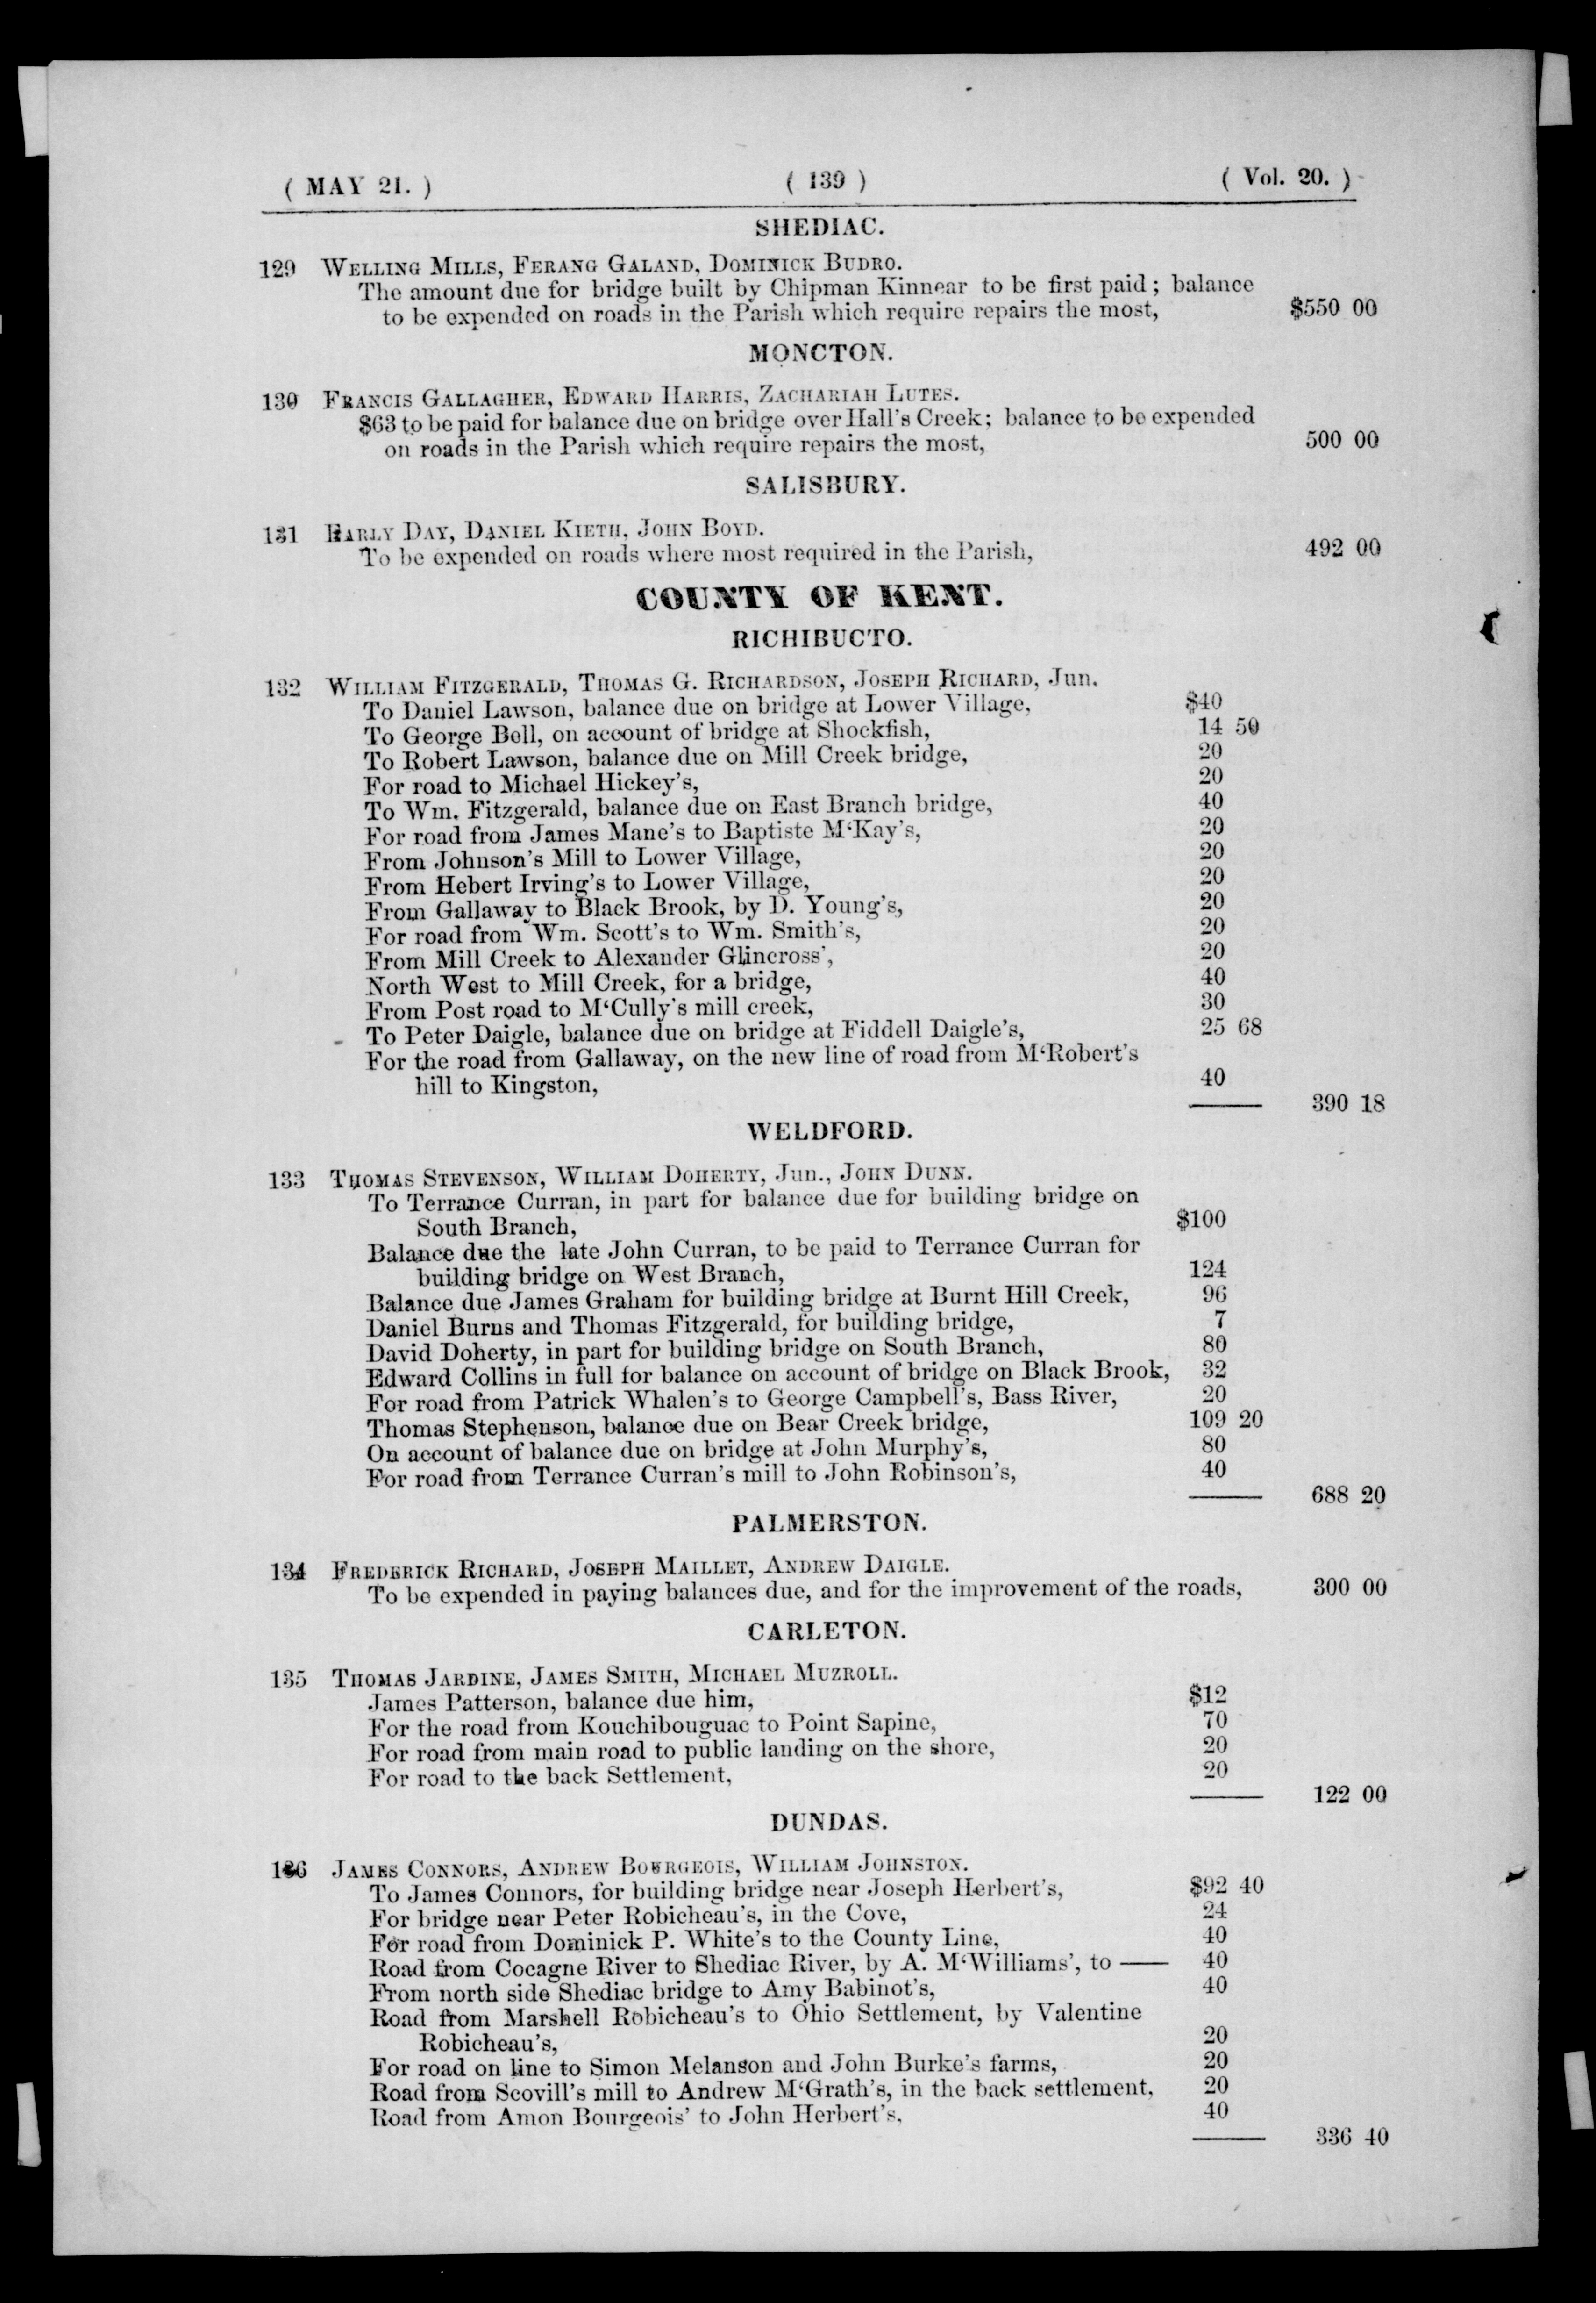 ( MAY 21. ) ( 139 ) ( Vol. 20. )
SHEDIAC.
129 WELLING MILLS, FERANG GALAND, DOMINICK BUDRO.
The amount due for bridge built by Chipman Kinnear to be first paid; balance
to be expended on roads in the Parish which require repairs the most, $550 00
MONCTON.
130 FRANCIS GALLAGHER, EDWARD HARRIS, ZACHARIAH LUTES.
$63 to be paid for balance due on bridge over Hall's Creek; balance to be expended
on roads in the Parish which require repairs the most, 500 00
SALISBURY.
131 EARLY DAY, DANIEL KIETH, JOHN BOYD.
To be expended on roads where most required in the Parish, 492 00
COUNTY OF KENT.
RICHIBUCTO.
132 WILLIAM FITZGERALD, THOMAS G. RICHARDSON, JOSEPH RICHARD, Jun.
To Daniel Lawson, balance due on bridge at Lower Village, $40
To George Bell, on account of bridge at Shockfish, 14 50
To Robert Lawson, balance due on Mill Creek bridge, 20
For road to Michael Hickey's, 20
To Wm. Fitzgerald, balance due on East Branch bridge, 40
For road from James Mane's to Baptiste M‘Kay's, 20
From Johnson's Mill to Lower Village, 20
From Hebert Irving's to Lower Village, 20
From Gallaway to Black Brook, by D. Young's, 20
For road from Wm. Scott's to Wm. Smith's, 20
From Mill Creek to Alexander Glincross', 20
North West to Mill Creek, for a bridge, 40
From Post road to M‘Cully's mill creek, 30
To Peter Daigle, balance due on bridge at Fiddell Daigle's, 25 68
For the road from Gallaway, on the new line of road from M‘Robert's
hill to Kingston, 40
390 18
WELDFORD.
133 THOMAS STEVENSON, WILLIAM DOHERTY, Jun., JOHN DUNN.
To Terrance Curran, in part for balance due for building bridge on
South Branch, $100
Balance due the late John Curran, to be paid to Terrance Curran for
building bridge on West Branch, 124
Balance due James Graham for building bridge at Burnt Hill Creek, 96
Daniel Burns and Thomas Fitzgerald, for building bridge, 7
David Doherty, in part for building bridge on South Branch, 80
Edward Collins in full for balance on account of bridge on Black Brook, 32
For road from Patrick Whalen's to George Campbell's, Bass River, 20
Thomas Stephenson, balance due on Bear Creek bridge, 109 20
On account of balance due on bridge at John Murphy's, 80
For road from Terrance Curran's mill to John Robinson's, 40
688 20
PALMERSTON.
134 FREDERICK RICHARD, JOSEPH MAILLET, ANDREW DAIGLE.
To be expended in paying balances due, and for the improvement of the roads, 300 00
CARLETON.
135 THOMAS JARDINE, JAMES SMITH, MICHAEL MUZROLL.
James Patterson, balance due him, $12
For the road from Kouchibouguac to Point Sapine, 70
For road from main road to public landing on the shore, 20
For road to the back Settlement, 20
122 00
DUNDAS.
136 JAMES CONNORS, ANDREW BOURGEOIS, WILLIAM JOHNSTON.
To James Connors, for building bridge near Joseph Herbert's, $92 40
For bridge near Peter Robicheau's, in the Cove, 24
For road from Dominick P. White's to the County Line, 40
Road from Cocagne River to Shediac River, by A. M‘Williams', to —— 40
From north side Shediac bridge to Amy Babinot's, 40
Road from Marshell Robicheau's to Ohio Settlement, by Valentine
Robicheau's, 20
For road on line to Simon Melanson and John Burke's farms, 20
Road from Scovill's mill to Andrew M‘Grath's, in the back settlement, 20
Road from Amon Bourgeois' to John Herbert's, 40
336 40